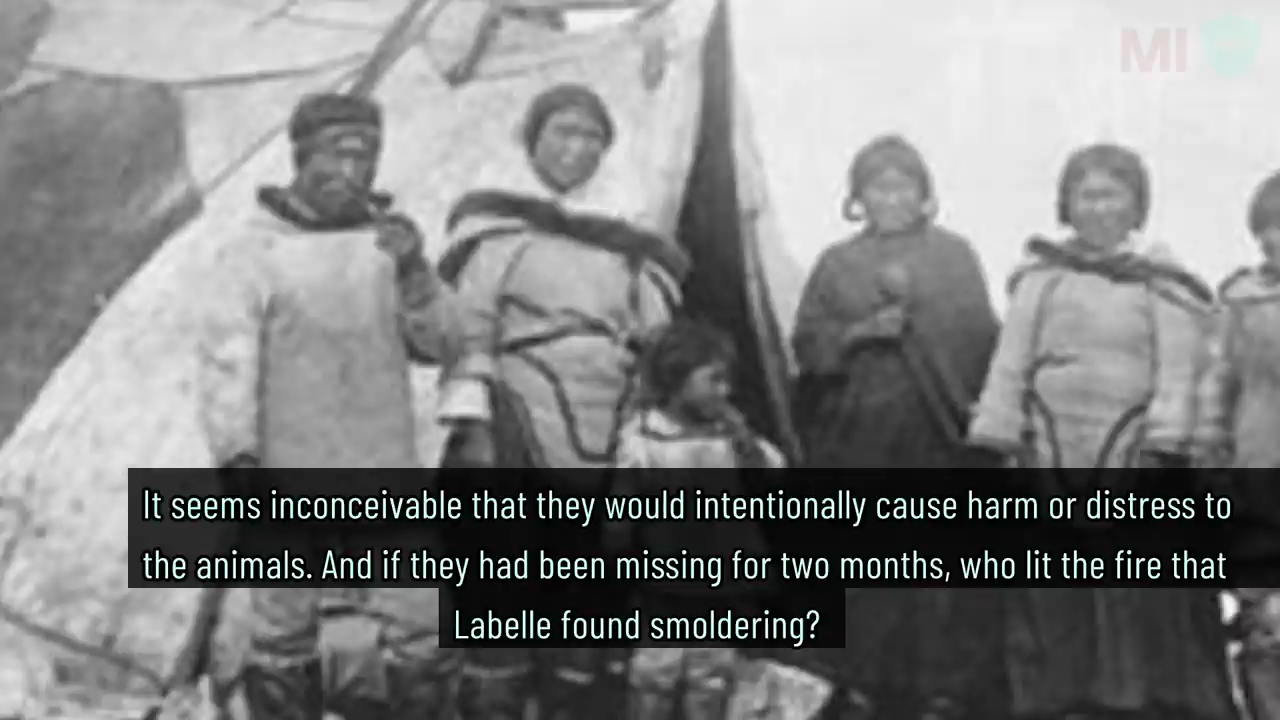 MI
It seems inconceivable that they would intentionally cause harm or distress to
the animals. And if they had been missing for two months, who lit the fire that
Labelle found smoldering?